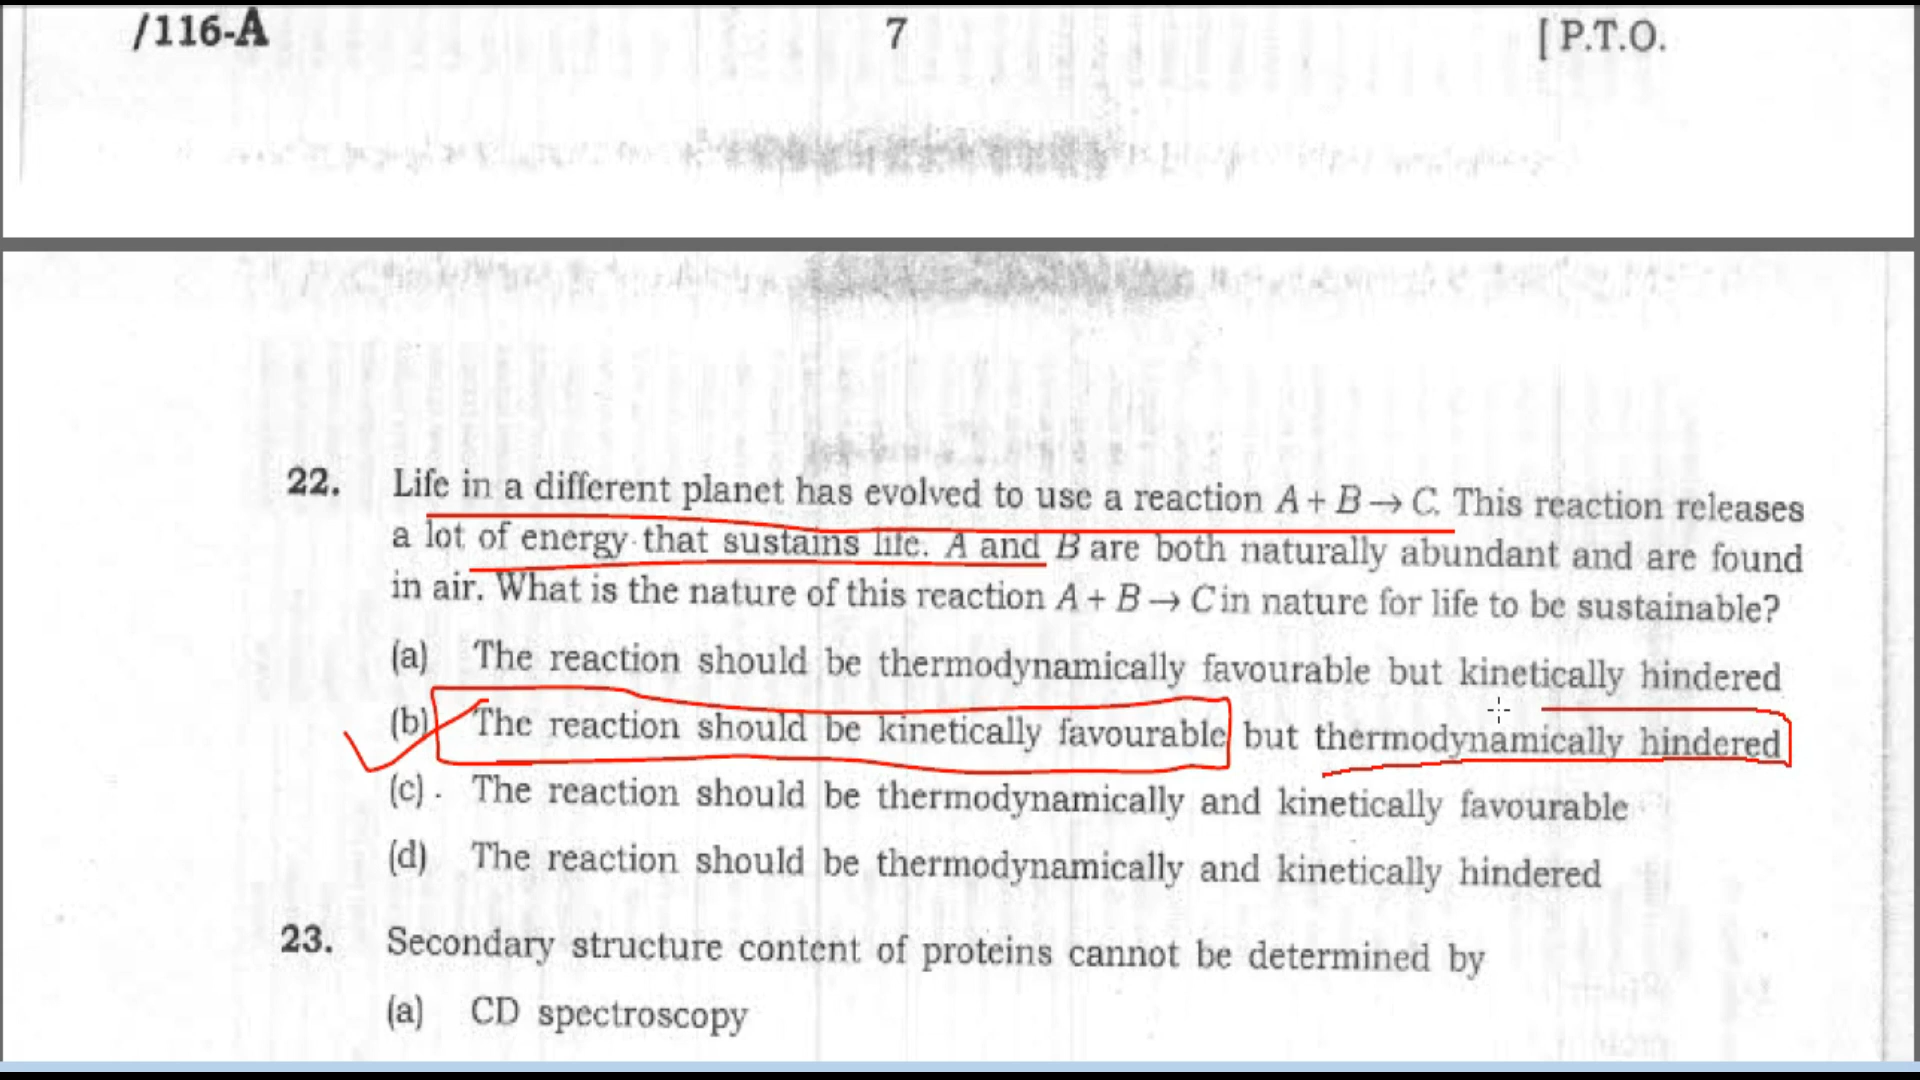 /116-A 7 [ P.T.O.
22. Life in a different planet has evolved to use a reaction A + B → C. This reaction releases
a lot of energy that sustains life. A and B are both naturally abundant and are found
in air. What is the nature of this reaction A + B → C in nature for life to be sustainable?
(a) The reaction should be thermodynamically favourable but kinetically hindered
(b) The reaction should be kinetically favourable but thermodynamically hindered
(c) . The reaction should be thermodynamically and kinetically favourable
(d) The reaction should be thermodynamically and kinetically hindered
23. Secondary structure content of proteins cannot be determined by
(a) CD spectroscopy